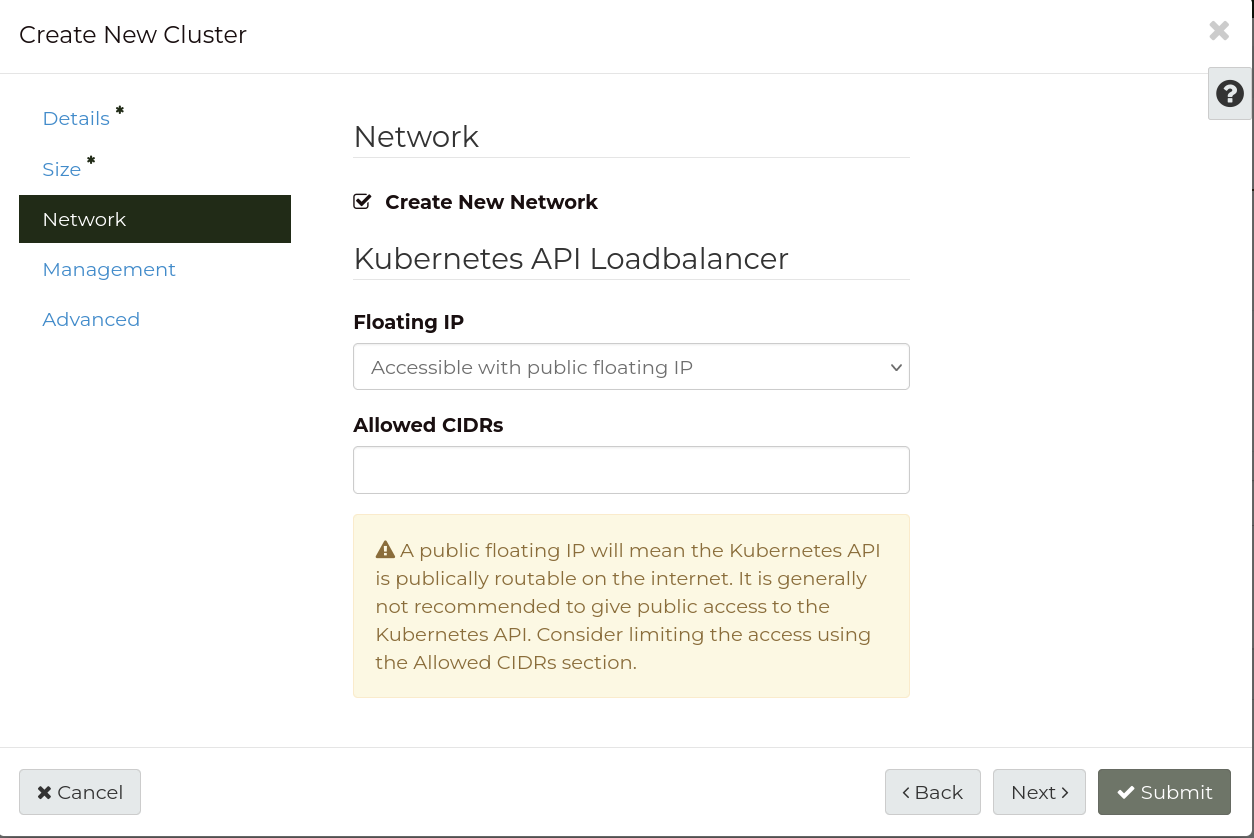 Create New Cluster
Details *
Size *
Network
Management
Advanced
Network
Create New Network
Kubernetes API Loadbalancer
Floating IP
Accessible with public floating IP
Allowed CIDRs
A public floating IP will mean the Kubernetes API
is publically routable on the internet. It is generally
not recommended to give public access to the
Kubernetes API. Consider limiting the access using
the Allowed CIDRs section.
Cancel
Back
Next
Submit